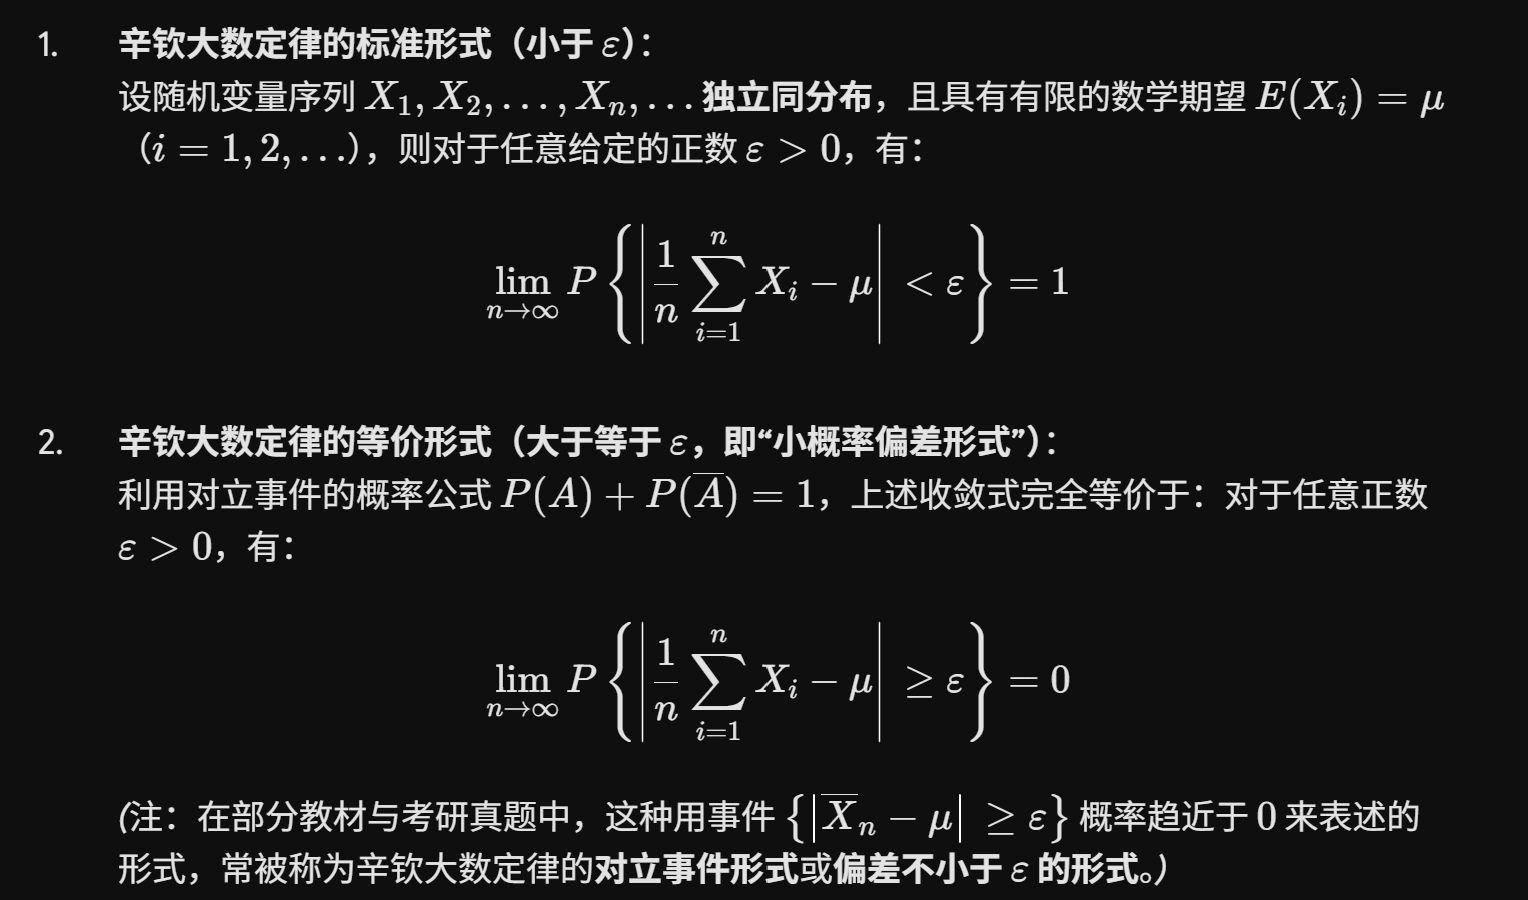 1. 辛钦大数定律的标准形式（小于 ε）：
设随机变量序列 X₁, X₂, . . . , Xₙ, . . . 独立同分布，且具有有限的数学期望 E(Xᵢ) = μ
（i = 1, 2, . . .），则对于任意给定的正数 ε > 0，有：
lim_{n→∞} P { | \frac{1}{n} \sum_{i=1}^{n} Xᵢ − μ | < ε } = 1
2. 辛钦大数定律的等价形式（大于等于 ε，即“小概率偏差形式”）：
利用对立事件的概率公式 P(A) + P(\overline{A}) = 1，上述收敛式完全等价于：对于任意正数
ε > 0，有：
lim_{n→∞} P { | \frac{1}{n} \sum_{i=1}^{n} Xᵢ − μ | ≥ ε } = 0
(注：在部分教材与考研真题中，这种用事件 { | \overline{X}ₙ − μ | ≥ ε } 概率趋近于 0 来表述的
形式，常被称为辛钦大数定律的对立事件形式或偏差不小于 ε 的形式。)